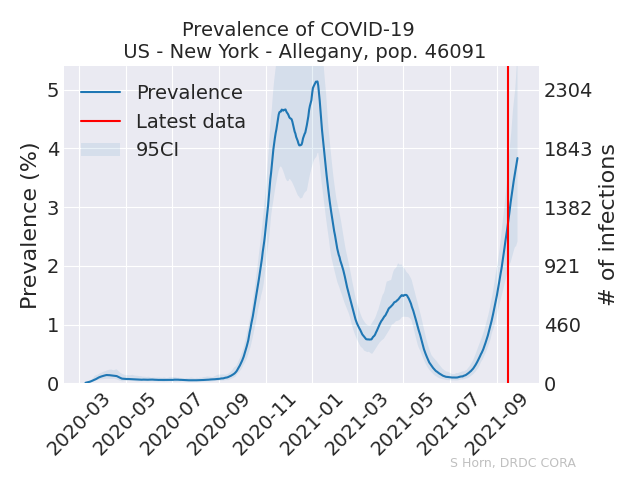 Prevalence of COVID-19
US - New York - Allegany, pop. 46091
Prevalence
Latest data
95CI
Prevalence (%)
5
4
3
2
1
0
2304
1843
1382
921
460
0
# of infections
2020-03
2020-05
2020-07
2020-09
2020-11
2021-01
2021-03
2021-05
2021-07
2021-09
S Horn, DRDC CORA